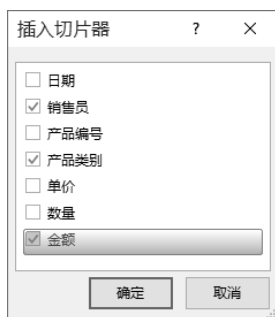 插入切片器 ?
日期
销售员
产品编号
产品类别
单价
数量
金额
确定 取消